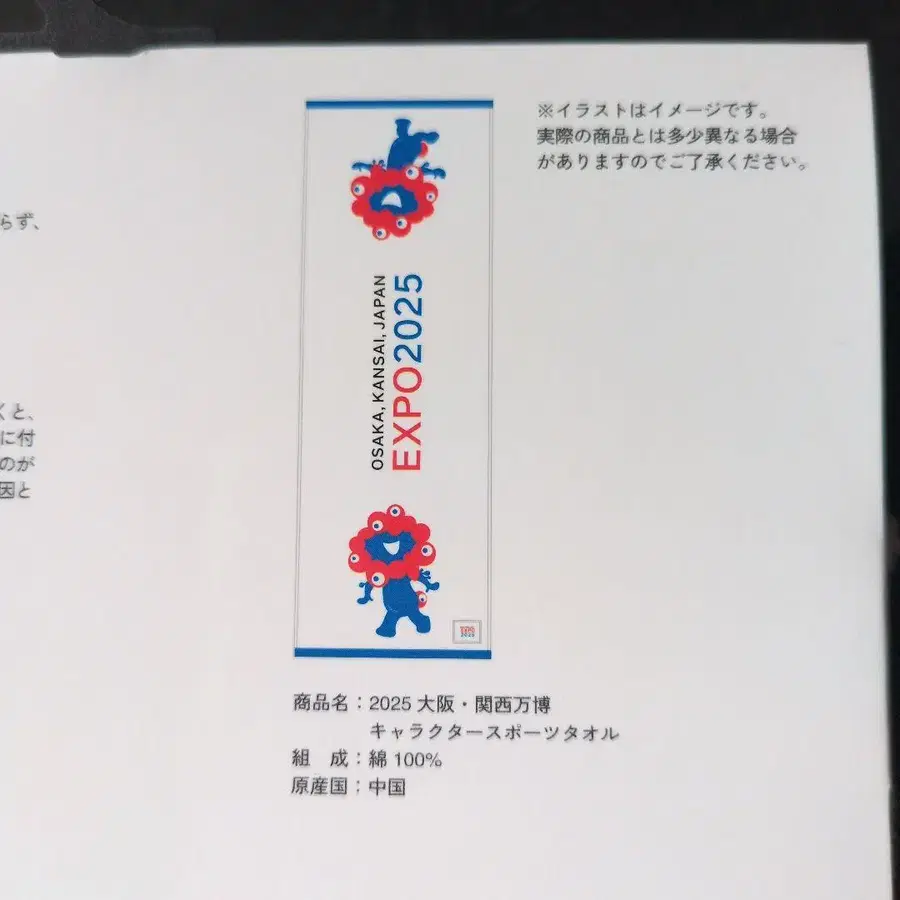 らず、
くと、
に付
のが
因と
※イラストはイメージです。
実際の商品とは多少異なる場合
がありますのでご了承ください。
OSAKA, KANSAI, JAPAN
EXPO2025
EXPO
2025
商品名：2025 大阪・関西万博
キャラクタースポーツタオル
組　成：綿 100%
原産国：中国